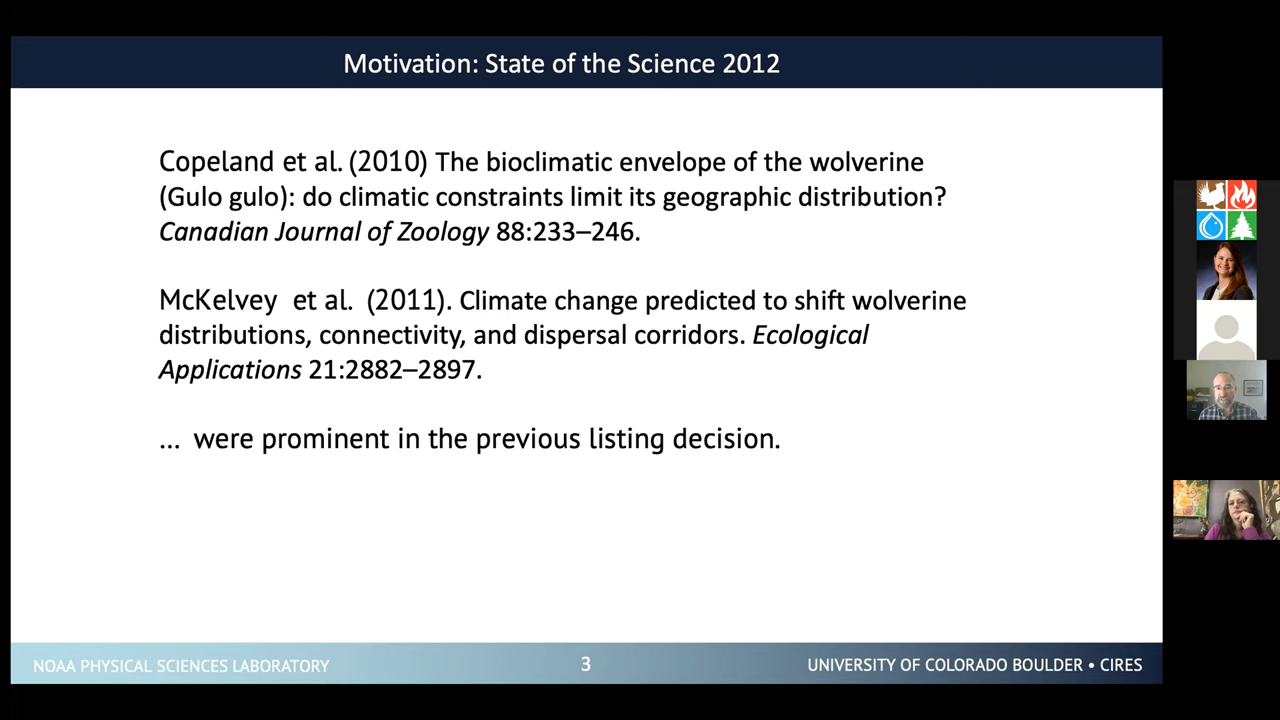 Motivation: State of the Science 2012
Copeland et al. (2010) The bioclimatic envelope of the wolverine
(Gulo gulo): do climatic constraints limit its geographic distribution?
Canadian Journal of Zoology 88:233–246.
McKelvey et al. (2011). Climate change predicted to shift wolverine
distributions, connectivity, and dispersal corridors. Ecological
Applications 21:2882–2897.
... were prominent in the previous listing decision.
NOAA PHYSICAL SCIENCES LABORATORY
3
UNIVERSITY OF COLORADO BOULDER • CIRES